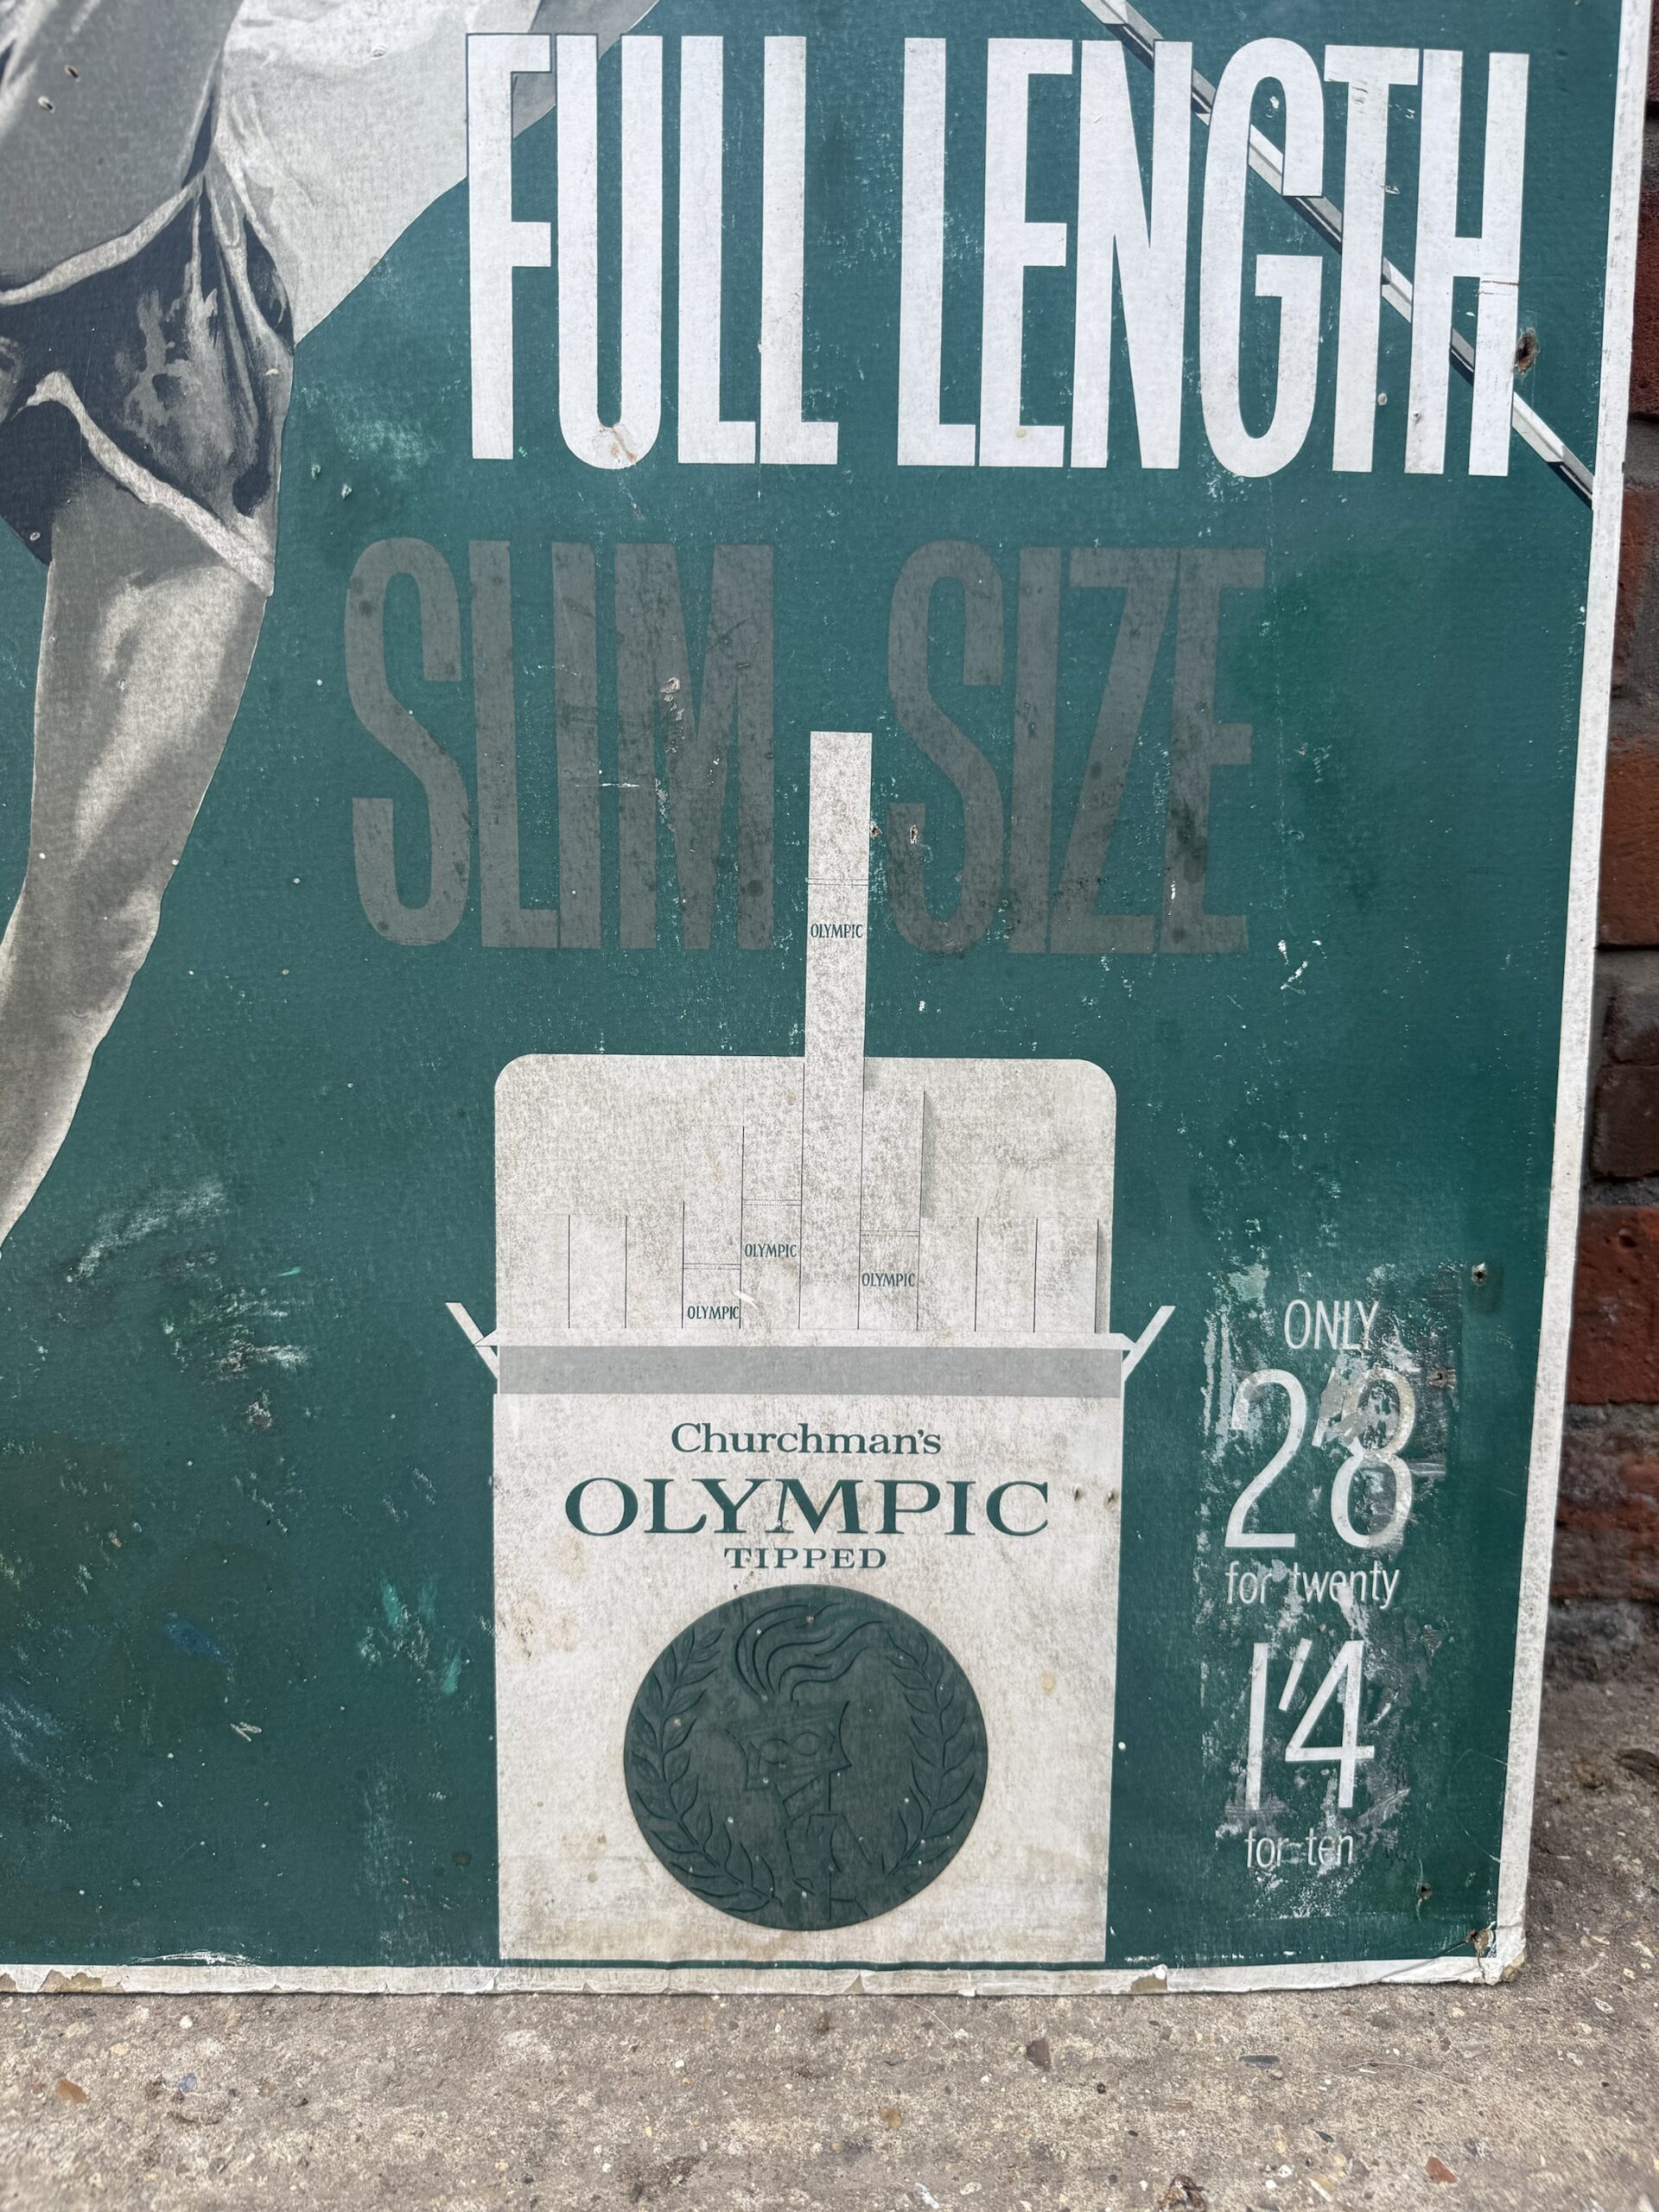 FULL LENGTH
SLIM SIZE
OLYMPIC
OLYMPIC
OLYMPIC
OLYMPIC
Churchman's
OLYMPIC
TIPPED
ONLY
2'8
for twenty
1'4
for ten